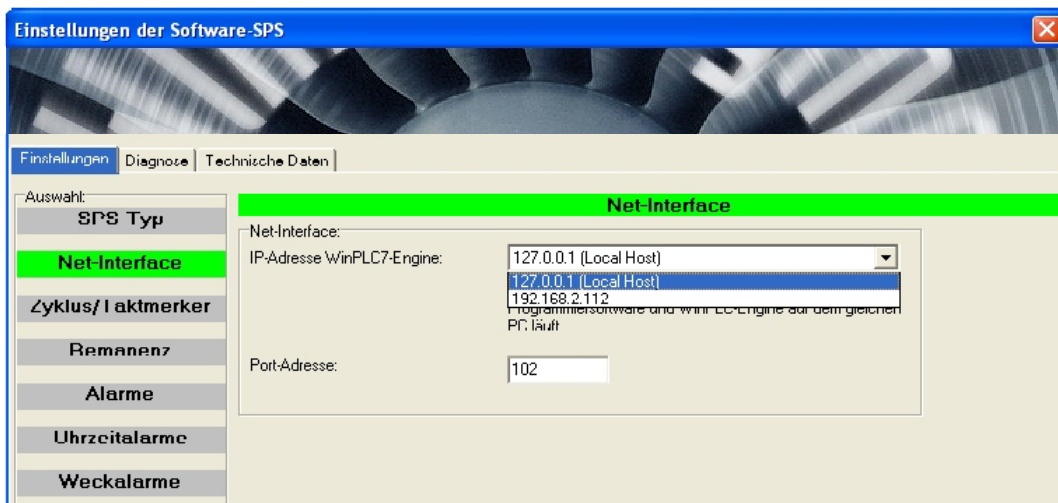 Einstellungen der Software-SPS
Einstellungen Diagnose Technische Daten
Auswahl:
SPS Typ
Net-Interface
Zyklus/Taktmerker
Remanenz
Alarme
Uhrzeitalarme
Weckalarme
Net-Interface
Net-Interface:
IP-Adresse WinPLC7-Engine: 127.0.0.1 (Local Host)
127.0.0.1 (Local Host)
192.168.2.112
Programmiersoftware und WinPLC-Engine auf dem gleichen
PC läuft
Port-Adresse: 102